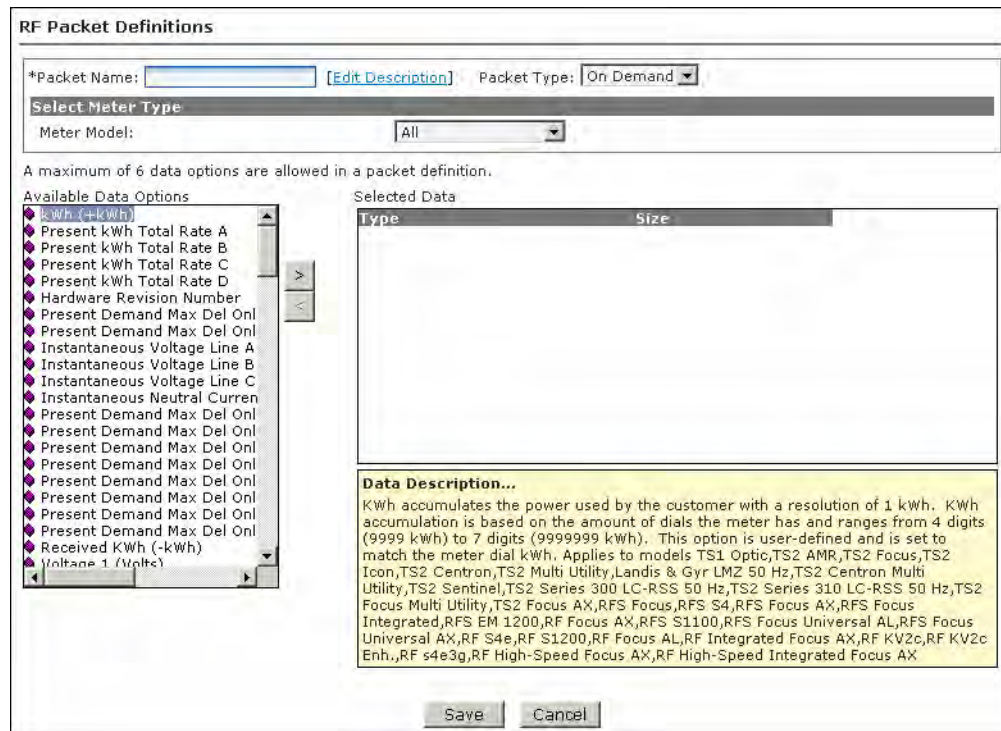 RF Packet Definitions
*Packet Name: [Edit Description] Packet Type: On Demand
Select Meter Type
Meter Model: All
A maximum of 6 data options are allowed in a packet definition.
Available Data Options
kWh (+kWh)
Present kWh Total Rate A
Present kWh Total Rate B
Present kWh Total Rate C
Present kWh Total Rate D
Hardware Revision Number
Present Demand Max Del Onl
Present Demand Max Del Onl
Instantaneous Voltage Line A
Instantaneous Voltage Line B
Instantaneous Voltage Line C
Instantaneous Neutral Curren
Present Demand Max Del Onl
Present Demand Max Del Onl
Present Demand Max Del Onl
Present Demand Max Del Onl
Present Demand Max Del Onl
Present Demand Max Del Onl
Present Demand Max Del Onl
Present Demand Max Del Onl
Received KWh (-kWh)
Voltage 1 (Volts)
>
<
Selected Data
Type Size
Data Description...
KWh accumulates the power used by the customer with a resolution of 1 kWh. KWh
accumulation is based on the amount of dials the meter has and ranges from 4 digits
(9999 kWh) to 7 digits (9999999 kWh). This option is user-defined and is set to
match the meter dial kWh. Applies to models TS1 Optic,TS2 AMR,TS2 Focus,TS2
Icon,TS2 Centron,TS2 Multi Utility,Landis & Gyr LMZ 50 Hz,TS2 Centron Multi
Utility,TS2 Sentinel,TS2 Series 300 LC-RSS 50 Hz,TS2 Series 310 LC-RSS 50 Hz,TS2
Focus Multi Utility,TS2 Focus AX,RFS Focus,RFS S4,RFS Focus AX,RFS Focus
Integrated,RFS EM 1200,RF Focus AX,RFS S1100,RFS Focus Universal AL,RFS Focus
Universal AX,RF S4e,RF S1200,RF Focus AL,RF Integrated Focus AX,RF KV2c,RF KV2c
Enh.,RF s4e3g,RF High-Speed Focus AX,RF High-Speed Integrated Focus AX
Save Cancel